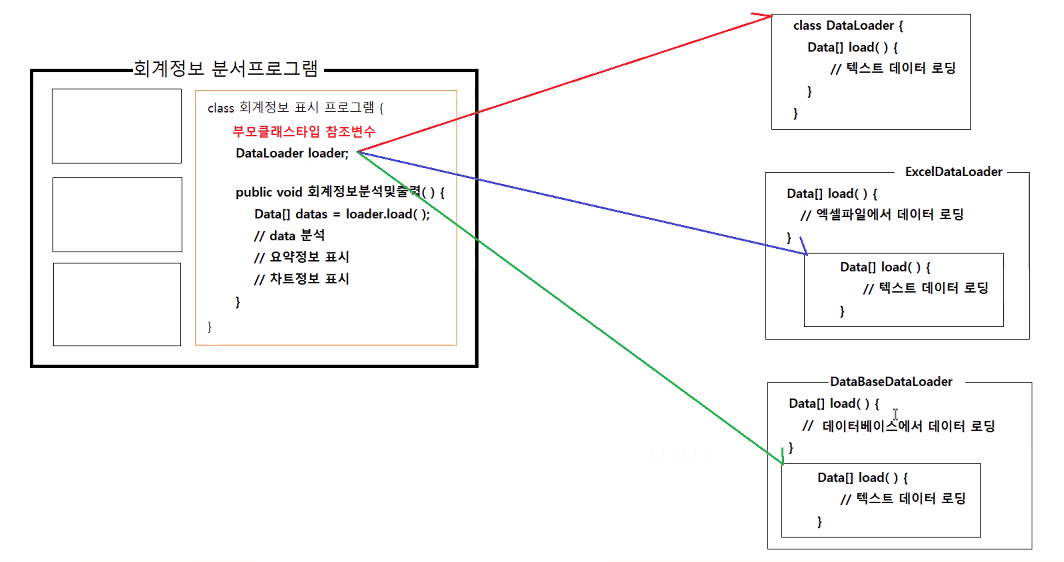 회계정보 분서프로그램
class 회계정보 표시 프로그램 {
부모클래스타입 참조변수
DataLoader loader;
public void 회계정보분석및출력( ) {
Data[] datas = loader.load( );
// data 분석
// 요약정보 표시
// 차트정보 표시
}
}
class DataLoader {
Data[] load( ) {
// 텍스트 데이터 로딩
}
}
ExcelDataLoader
Data[] load( ) {
// 엑셀파일에서 데이터 로딩
}
Data[] load( ) {
// 텍스트 데이터 로딩
}
DataBaseDataLoader
Data[] load( ) {
// 데이터베이스에서 데이터 로딩
}
Data[] load( ) {
// 텍스트 데이터 로딩
}